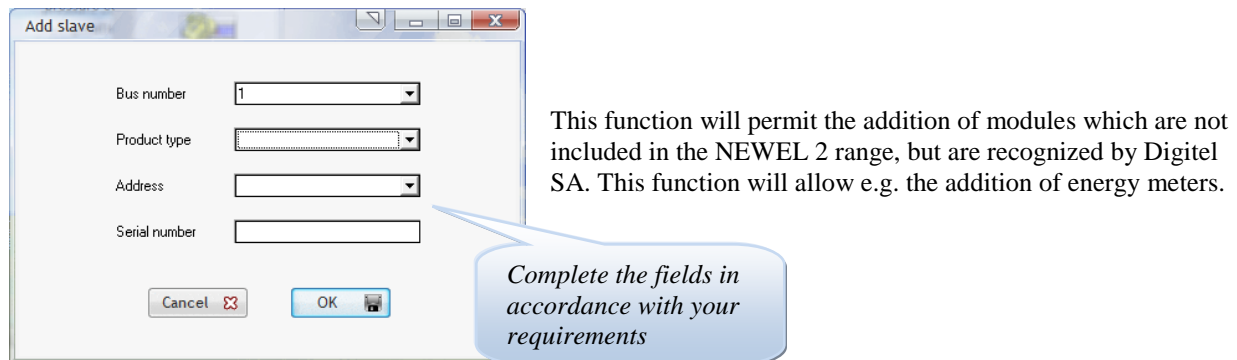 Add slave
Bus number 1
Product type
Address
Serial number
Cancel OK
This function will permit the addition of modules which are not
included in the NEWEL 2 range, but are recognized by Digitel
SA. This function will allow e.g. the addition of energy meters.
Complete the fields in
accordance with your
requirements